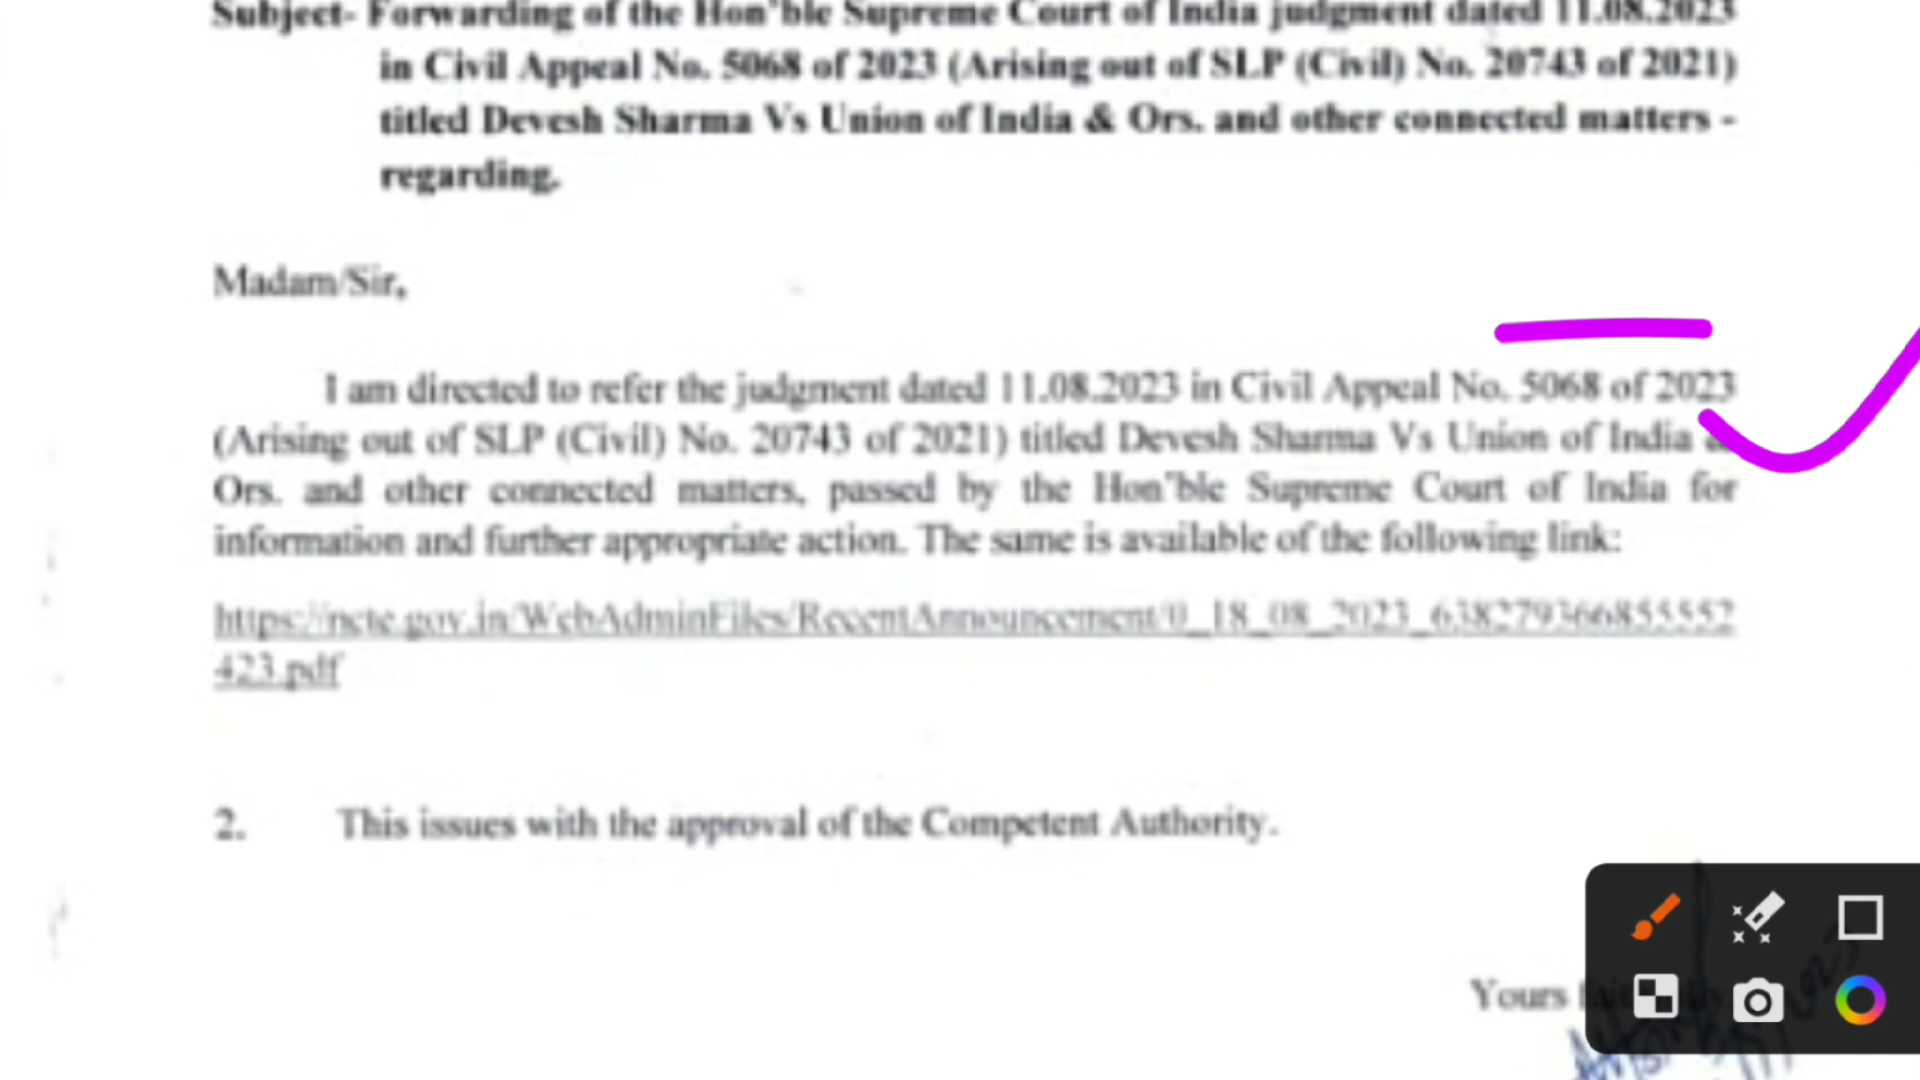 Subject- Forwarding of the Hon'ble Supreme Court of India judgment dated 11.08.2023
in Civil Appeal No. 5068 of 2023 (Arising out of SLP (Civil) No. 20743 of 2021)
titled Devesh Sharma Vs Union of India & Ors. and other connected matters -
regarding.
Madam/Sir,
I am directed to refer the judgment dated 11.08.2023 in Civil Appeal No. 5068 of 2023
(Arising out of SLP (Civil) No. 20743 of 2021) titled Devesh Sharma Vs Union of India &
Ors. and other connected matters, passed by the Hon'ble Supreme Court of India for
information and further appropriate action. The same is available of the following link:
https://ncte.gov.in/WebAdminFiles/RecentAnnouncement/0_18_08_2023_638279366855552
423.pdf
2. This issues with the approval of the Competent Authority.
Yours